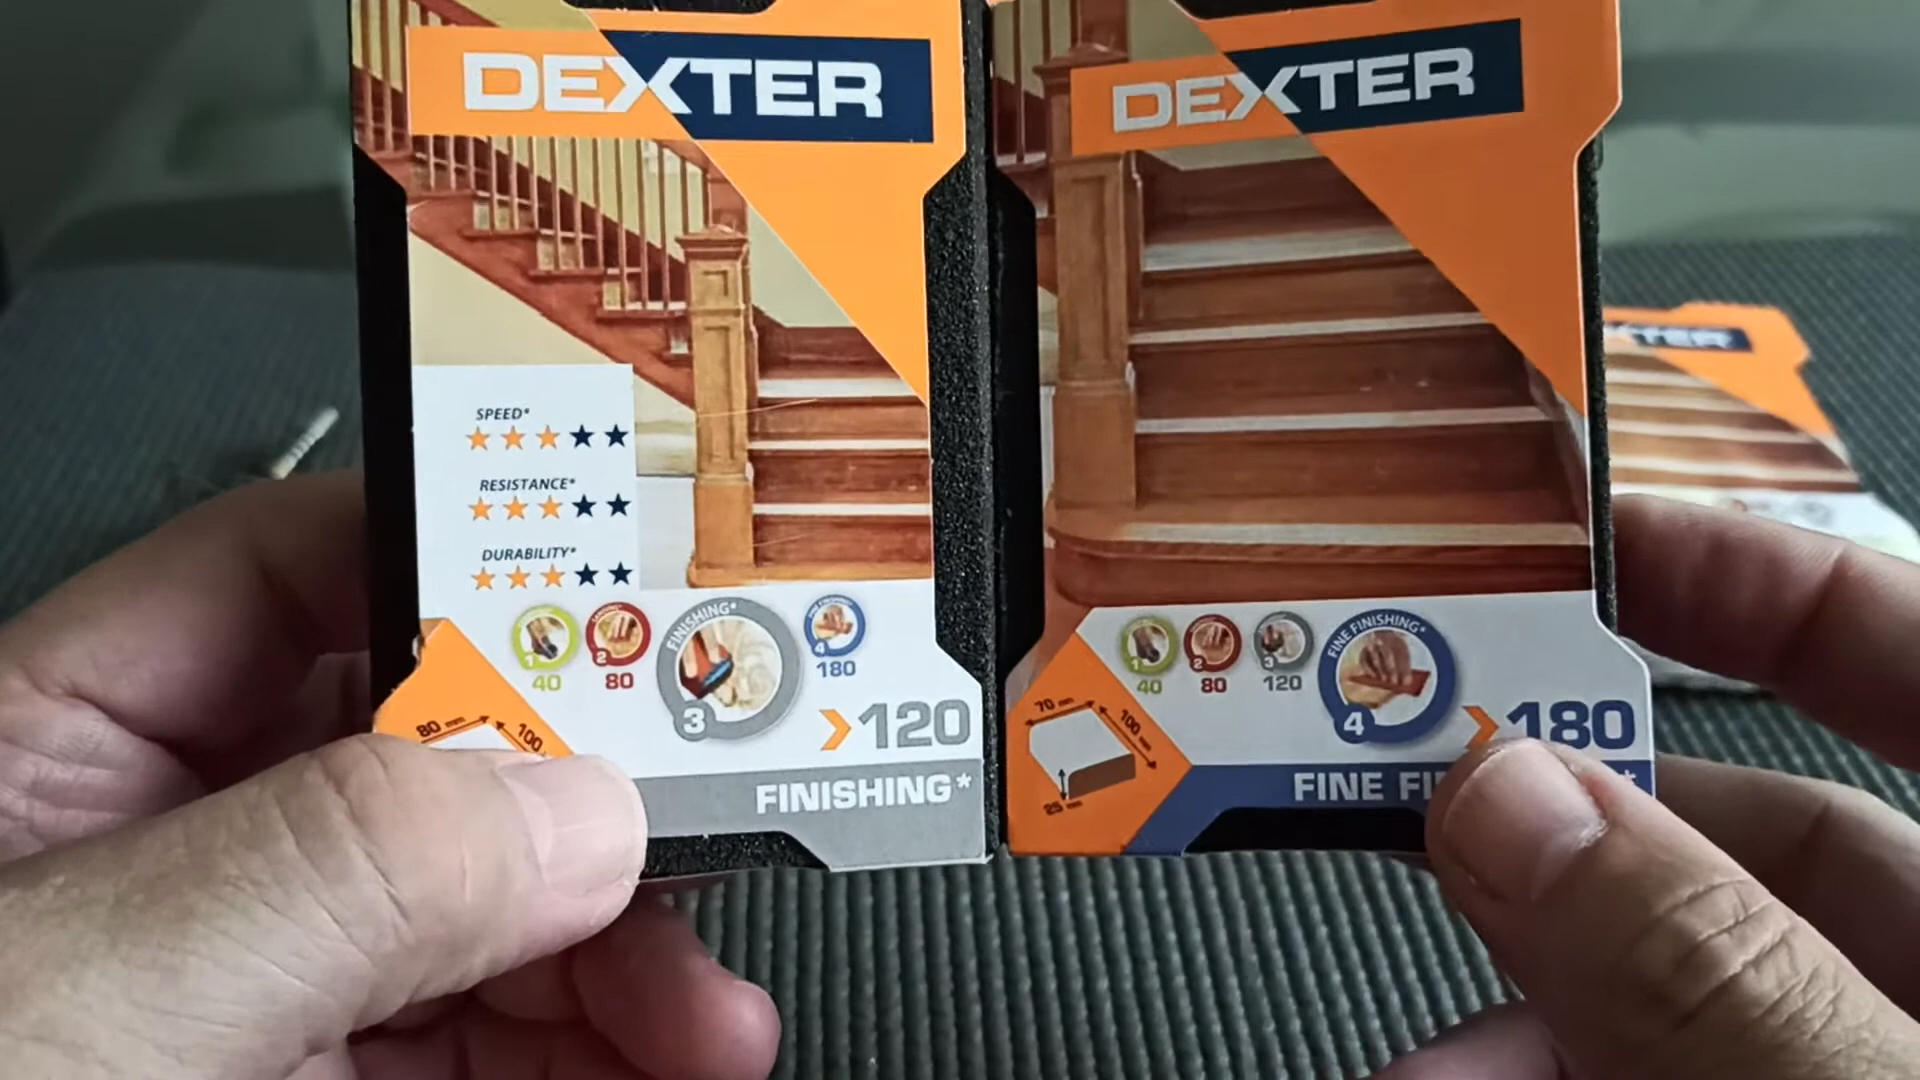 DEXTER
SPEED*
RESISTANCE*
DURABILITY*
FINISHING*
1
40
2
80
3
4
180
>120
80 mm
100
FINISHING*
DEXTER
FINE FINISHING*
1
40
2
80
3
120
4
>180
70 mm
100 mm
25 mm
FINE FI
XTER